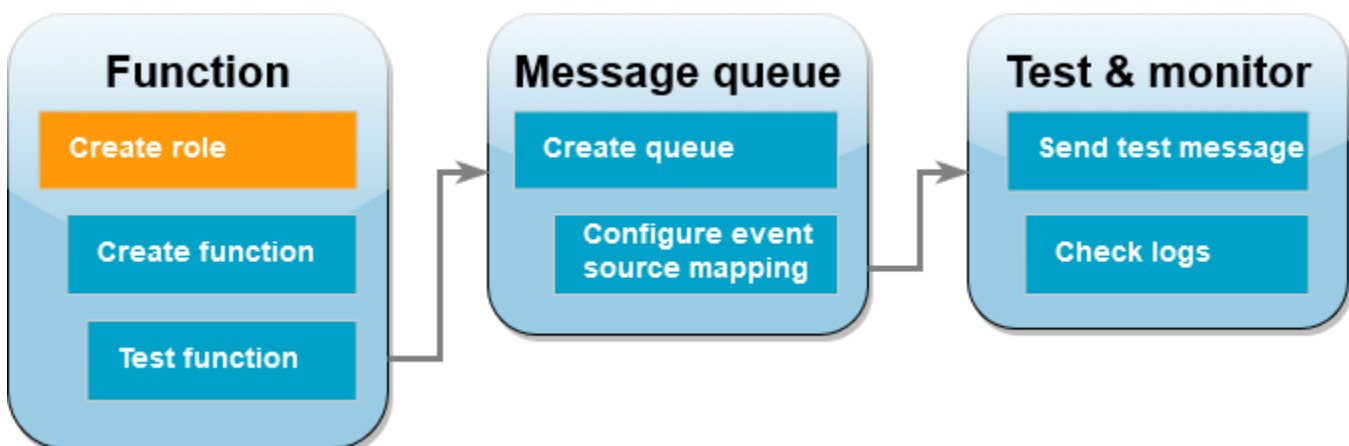 Function
Create role
Create function
Test function
Message queue
Create queue
Configure event
source mapping
Test & monitor
Send test message
Check logs